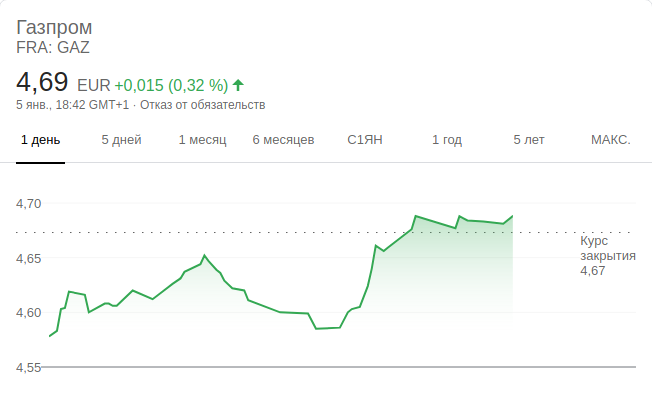 Газпром
FRA: GAZ
4,69 EUR +0,015 (0,32 %)
5 янв., 18:42 GMT+1 · Отказ от обязательств
1 день 5 дней 1 месяц 6 месяцев С1ЯН 1 год 5 лет МАКС.
4,70
Курс
закрытия
4,67
4,65
4,60
4,55